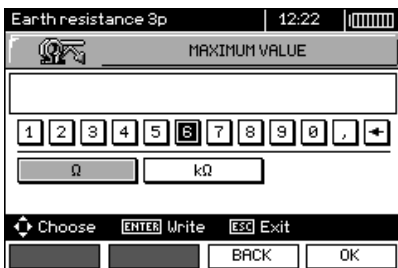 Earth resistance 3p 12:22
MAXIMUM VALUE
1 2 3 4 5 6 7 8 9 0 , ←
Ω kΩ
Choose ENTER Write ESC Exit
BACK OK